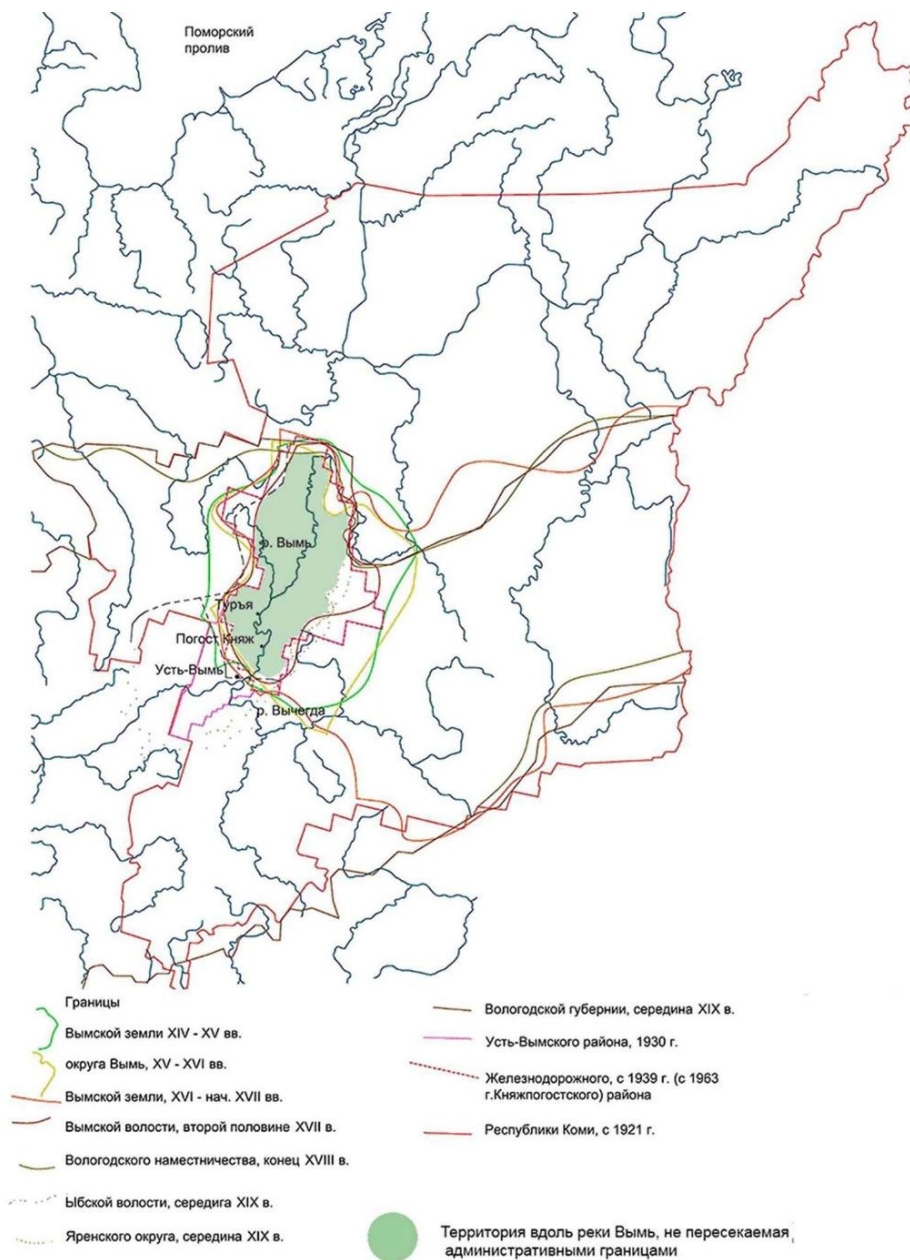 Поморский
пролив
р. Вымь
Туръя
Погост Княж
Усть-Вымь
р. Вычегда
Границы
Вымской земли XIV - XV вв.
округа Вымь, XV - XVI вв.
Вымской земли, XVI - нач. XVII вв.
Вымской волости, второй половине XVII в.
Вологодского наместничества, конец XVIII в.
Ыбской волости, середига XIX в.
Яренского округа, середина XIX в.
Вологодской губернии, середина XIX в.
Усть-Вымского района, 1930 г.
Железнодорожного, с 1939 г. (с 1963
г.Княжпогостского) района
Республики Коми, с 1921 г.
Территория вдоль реки Вымь, не пересекаемая
административными границами